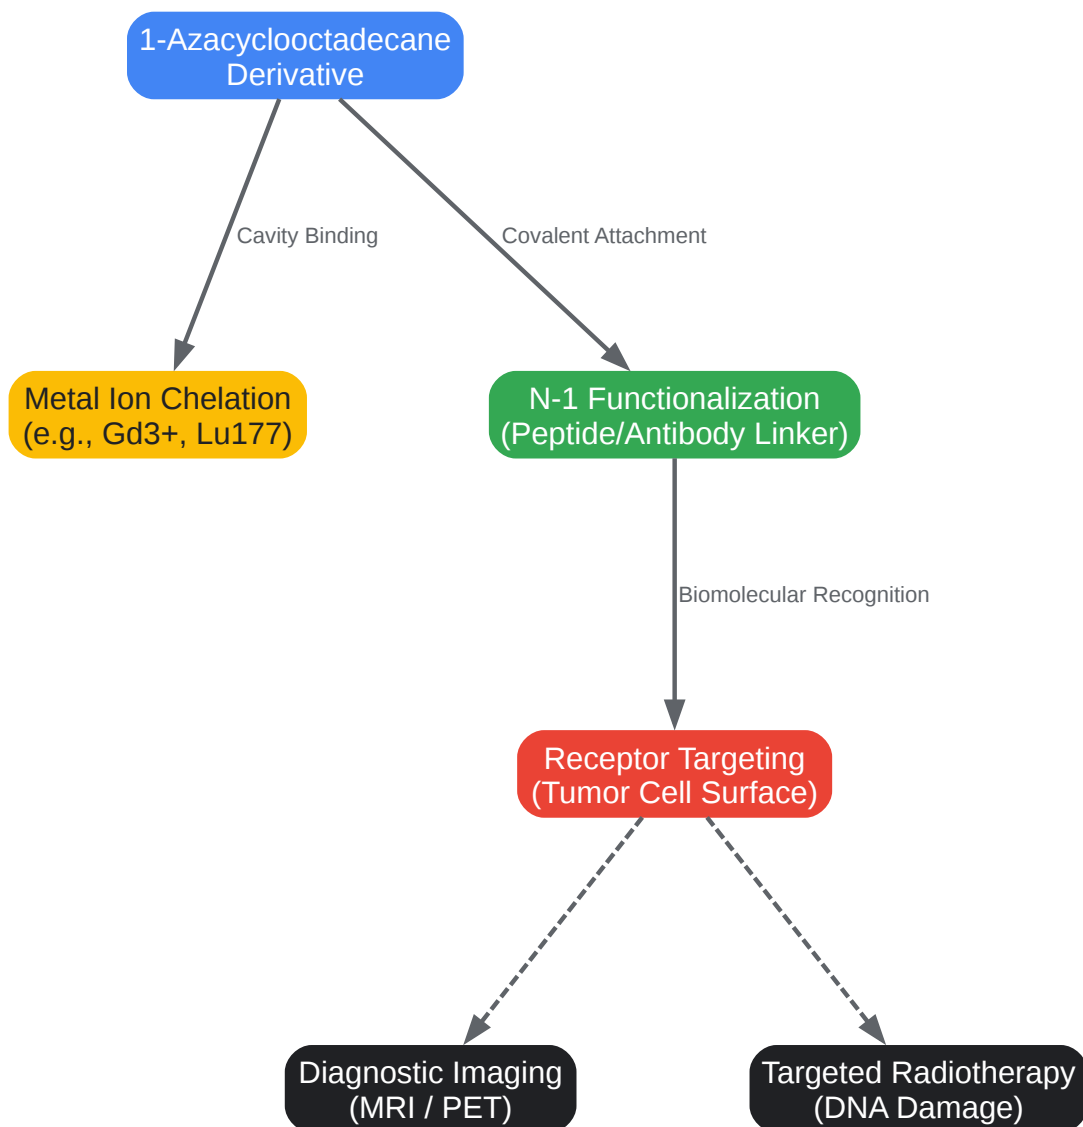 1-Azacyclooctadecane
Derivative
Cavity Binding
Covalent Attachment
Metal Ion Chelation
(e.g., Gd3+, Lu177)
N-1 Functionalization
(Peptide/Antibody Linker)
Biomolecular Recognition
Receptor Targeting
(Tumor Cell Surface)
Diagnostic Imaging
(MRI / PET)
Targeted Radiotherapy
(DNA Damage)